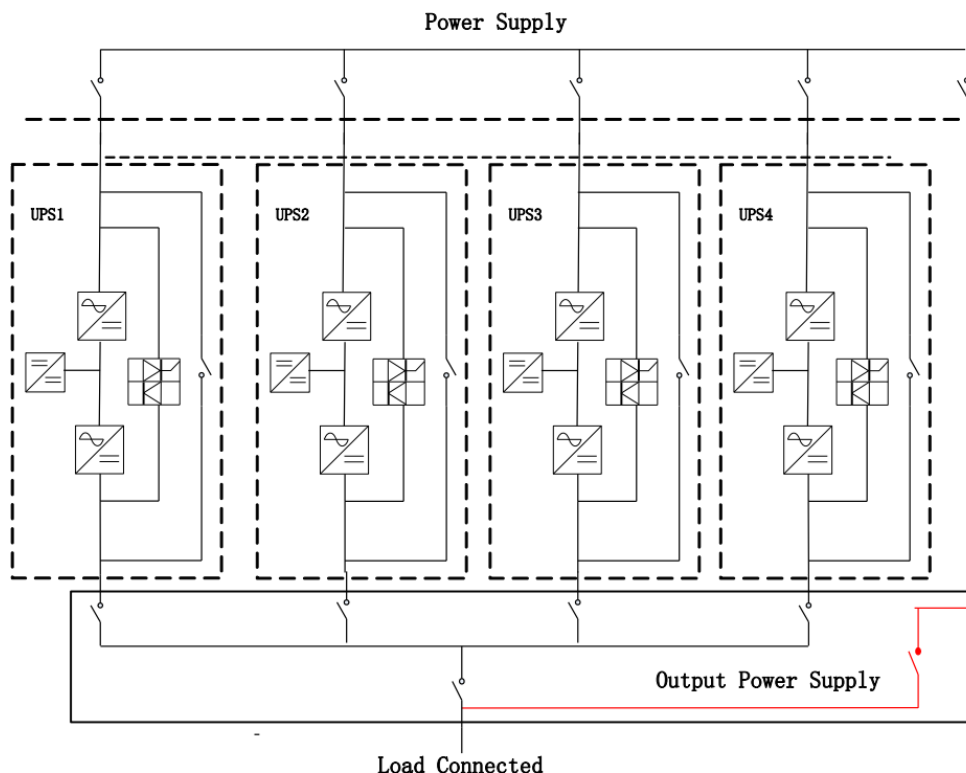 Power Supply
UPS1
UPS2
UPS3
UPS4
Output Power Supply
Load Connected